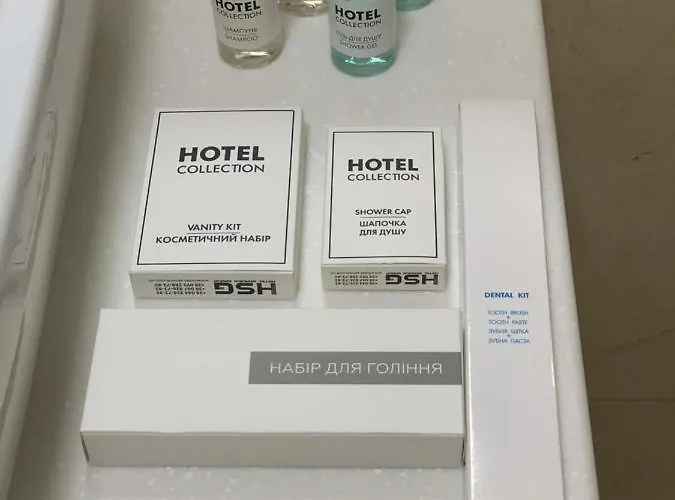 HOTEL
COLLECTION
ШАМПУНЬ
SHAMPOO
HOTEL
COLLECTION
ГЕЛЬ ДЛЯ ДУШУ
SHOWER GEL
HOTEL
COLLECTION
VANITY KIT
КОСМЕТИЧНИЙ НАБІР
HSG
HOTEL
COLLECTION
SHOWER CAP
ШАПОЧКА
ДЛЯ ДУШУ
HSG
НАБІР ДЛЯ ГОЛІННЯ
DENTAL KIT
TOOTH BRUSH
+
TOOTH PASTE
ЗУБНА ЩІТКА
+
ЗУБНА ПАСТА